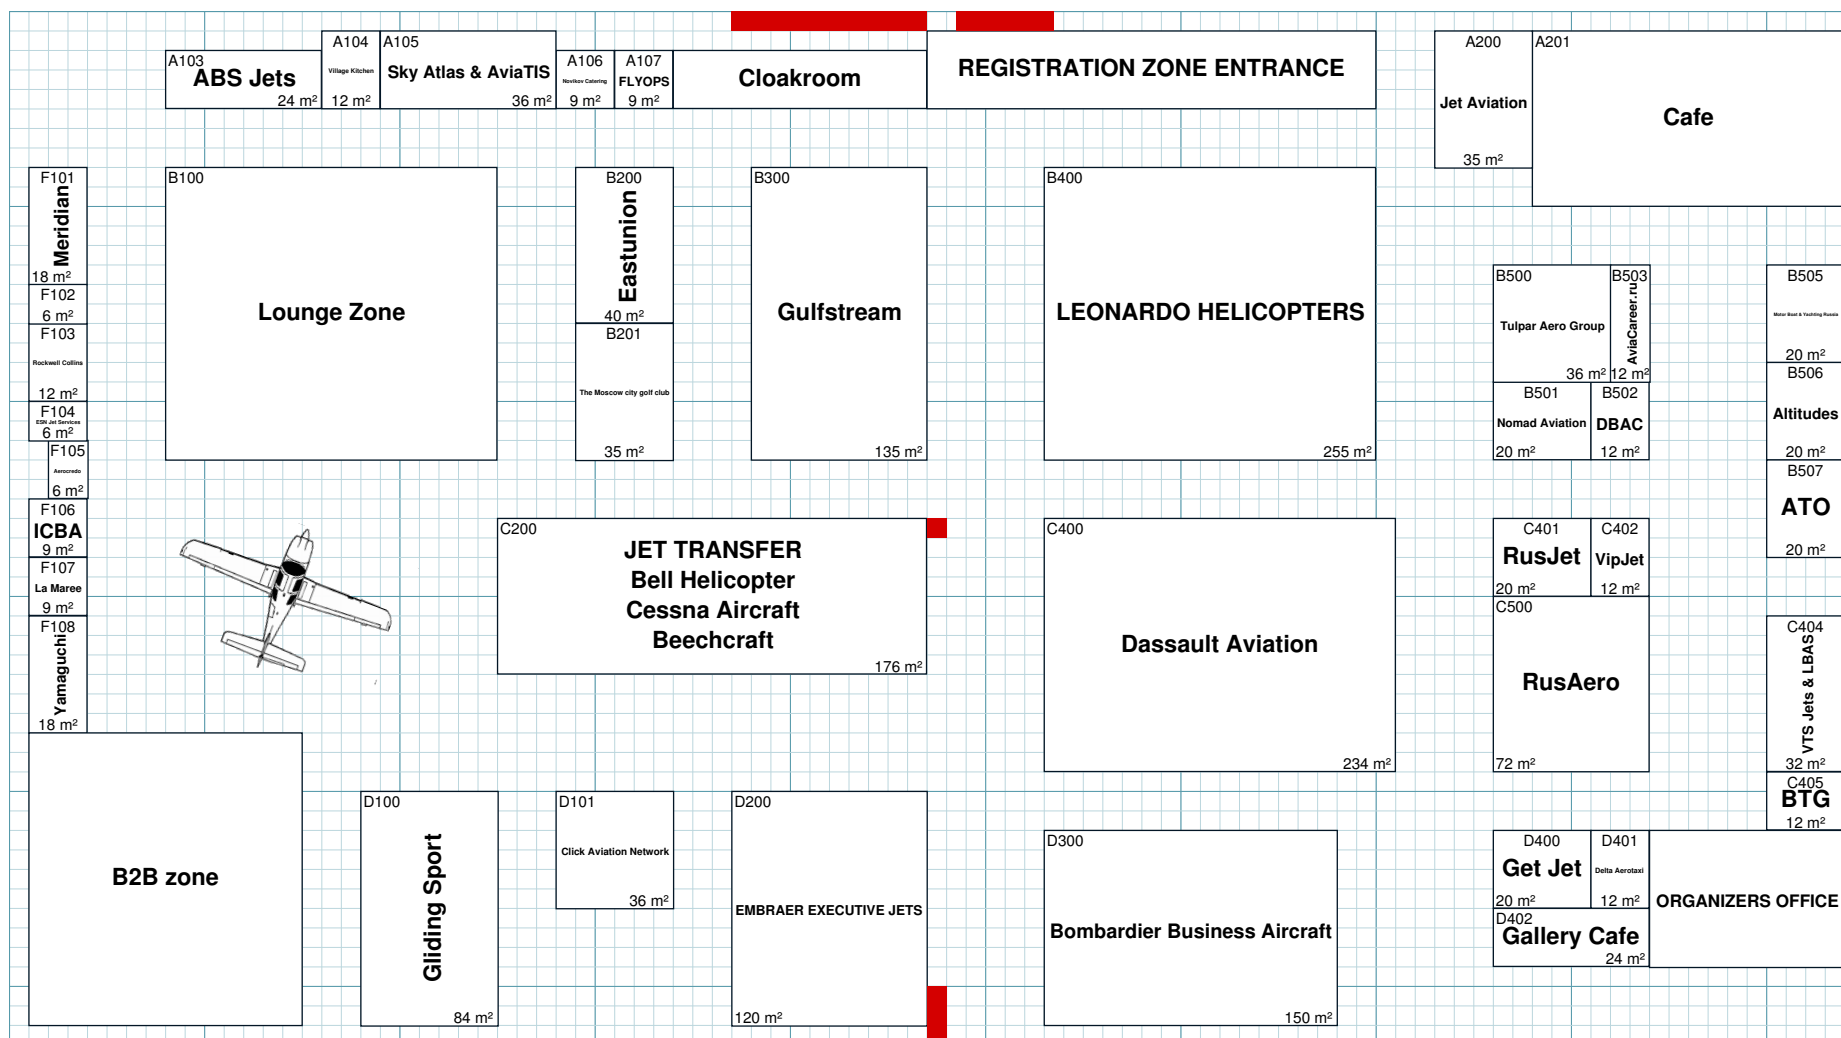 A103
ABS Jets
24 m²
A104
Village Kitchen
12 m²
A105
Sky Atlas & AviaTIS
36 m²
A106
Novikov Catering
9 m²
A107
FLYOPS
9 m²
Cloakroom
REGISTRATION ZONE ENTRANCE
A200
Jet Aviation
35 m²
A201
Cafe
F101
Meridian
18 m²
F102
6 m²
F103
Rockwell Collins
12 m²
F104
ESN Jet Services
6 m²
F105
Aerocredo
6 m²
F106
ICBA
9 m²
F107
La Maree
9 m²
F108
Yamaguchi
18 m²
B100
Lounge Zone
B200
Eastunion
40 m²
B201
The Moscow city golf club
35 m²
B300
Gulfstream
135 m²
B400
LEONARDO HELICOPTERS
255 m²
B500
Tulpar Aero Group
36 m²
B503
AviaCareer.ru
12 m²
B501
Nomad Aviation
20 m²
B502
DBAC
12 m²
B505
Motor Boat & Yachting Russia
20 m²
B506
Altitudes
20 m²
B507
ATO
20 m²
C200
JET TRANSFER
Bell Helicopter
Cessna Aircraft
Beechcraft
176 m²
C400
Dassault Aviation
234 m²
C401
RusJet
20 m²
C402
VipJet
12 m²
C500
RusAero
72 m²
C404
VTS Jets & LBAS
32 m²
C405
BTG
12 m²
B2B zone
D100
Gliding Sport
84 m²
D101
Click Aviation Network
36 m²
D200
EMBRAER EXECUTIVE JETS
120 m²
D300
Bombardier Business Aircraft
150 m²
D400
Get Jet
20 m²
D401
Delta Aerotaxi
12 m²
D402
Gallery Cafe
24 m²
ORGANIZERS OFFICE